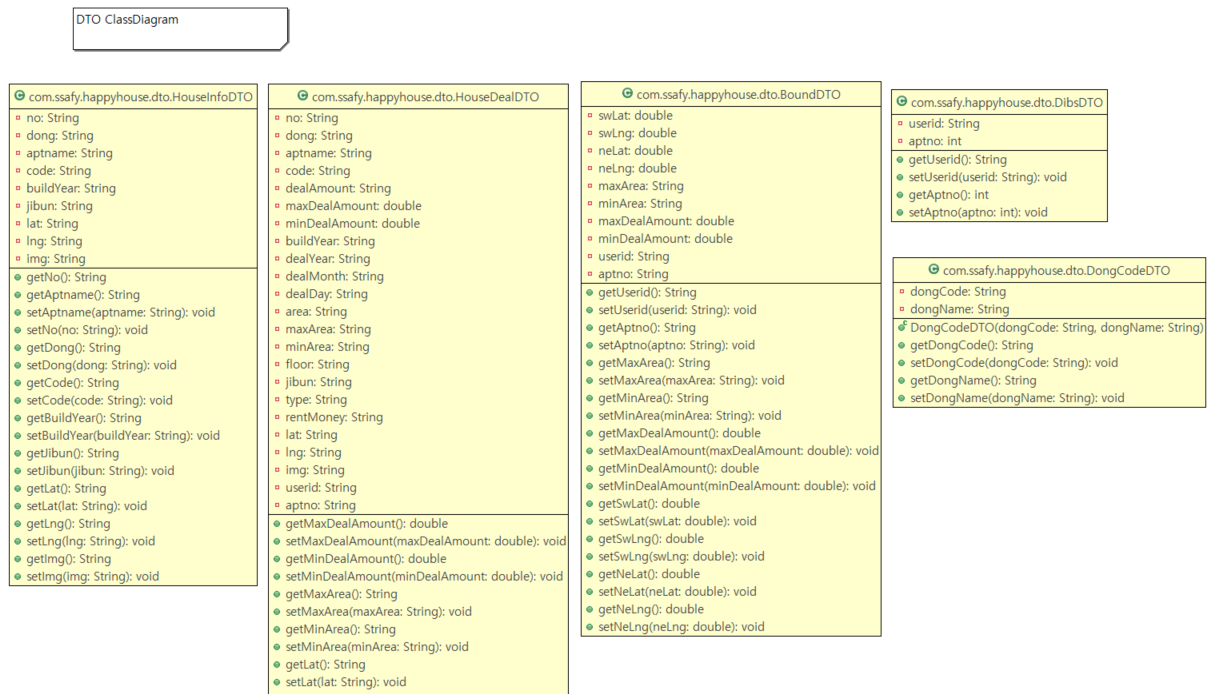 DTO ClassDiagram
com.ssafy.happyhouse.dto.HouseInfoDTO
no: String
dong: String
aptname: String
code: String
buildYear: String
jibun: String
lat: String
lng: String
img: String
getNo(): String
getAptname(): String
setAptname(aptname: String): void
setNo(no: String): void
getDong(): String
setDong(dong: String): void
getCode(): String
setCode(code: String): void
getBuildYear(): String
setBuildYear(buildYear: String): void
getJibun(): String
setJibun(jibun: String): void
getLat(): String
setLat(lat: String): void
getLng(): String
setLng(lng: String): void
getImg(): String
setImg(img: String): void
com.ssafy.happyhouse.dto.HouseDealDTO
no: String
dong: String
aptname: String
code: String
dealAmount: String
maxDealAmount: double
minDealAmount: double
buildYear: String
dealYear: String
dealMonth: String
dealDay: String
area: String
maxArea: String
minArea: String
floor: String
jibun: String
type: String
rentMoney: String
lat: String
lng: String
img: String
userid: String
aptno: String
getMaxDealAmount(): double
setMaxDealAmount(maxDealAmount: double): void
getMinDealAmount(): double
setMinDealAmount(minDealAmount: double): void
getMaxArea(): String
setMaxArea(maxArea: String): void
getMinArea(): String
setMinArea(minArea: String): void
getLat(): String
setLat(lat: String): void
com.ssafy.happyhouse.dto.BoundDTO
swLat: double
swLng: double
neLat: double
neLng: double
maxArea: String
minArea: String
maxDealAmount: double
minDealAmount: double
userid: String
aptno: String
getUserid(): String
setUserid(userid: String): void
getAptno(): String
setAptno(aptno: String): void
getMaxArea(): String
setMaxArea(maxArea: String): void
getMinArea(): String
setMinArea(minArea: String): void
getMaxDealAmount(): double
setMaxDealAmount(maxDealAmount: double): void
getMinDealAmount(): double
setMinDealAmount(minDealAmount: double): void
getSwLat(): double
setSwLat(swLat: double): void
getSwLng(): double
setSwLng(swLng: double): void
getNeLat(): double
setNeLat(neLat: double): void
getNeLng(): double
setNeLng(neLng: double): void
com.ssafy.happyhouse.dto.DibsDTO
userid: String
aptno: int
getUserid(): String
setUserid(userid: String): void
getAptno(): int
setAptno(aptno: int): void
com.ssafy.happyhouse.dto.DongCodeDTO
dongCode: String
dongName: String
DongCodeDTO(dongCode: String, dongName: String)
getDongCode(): String
setDongCode(dongCode: String): void
getDongName(): String
setDongName(dongName: String): void